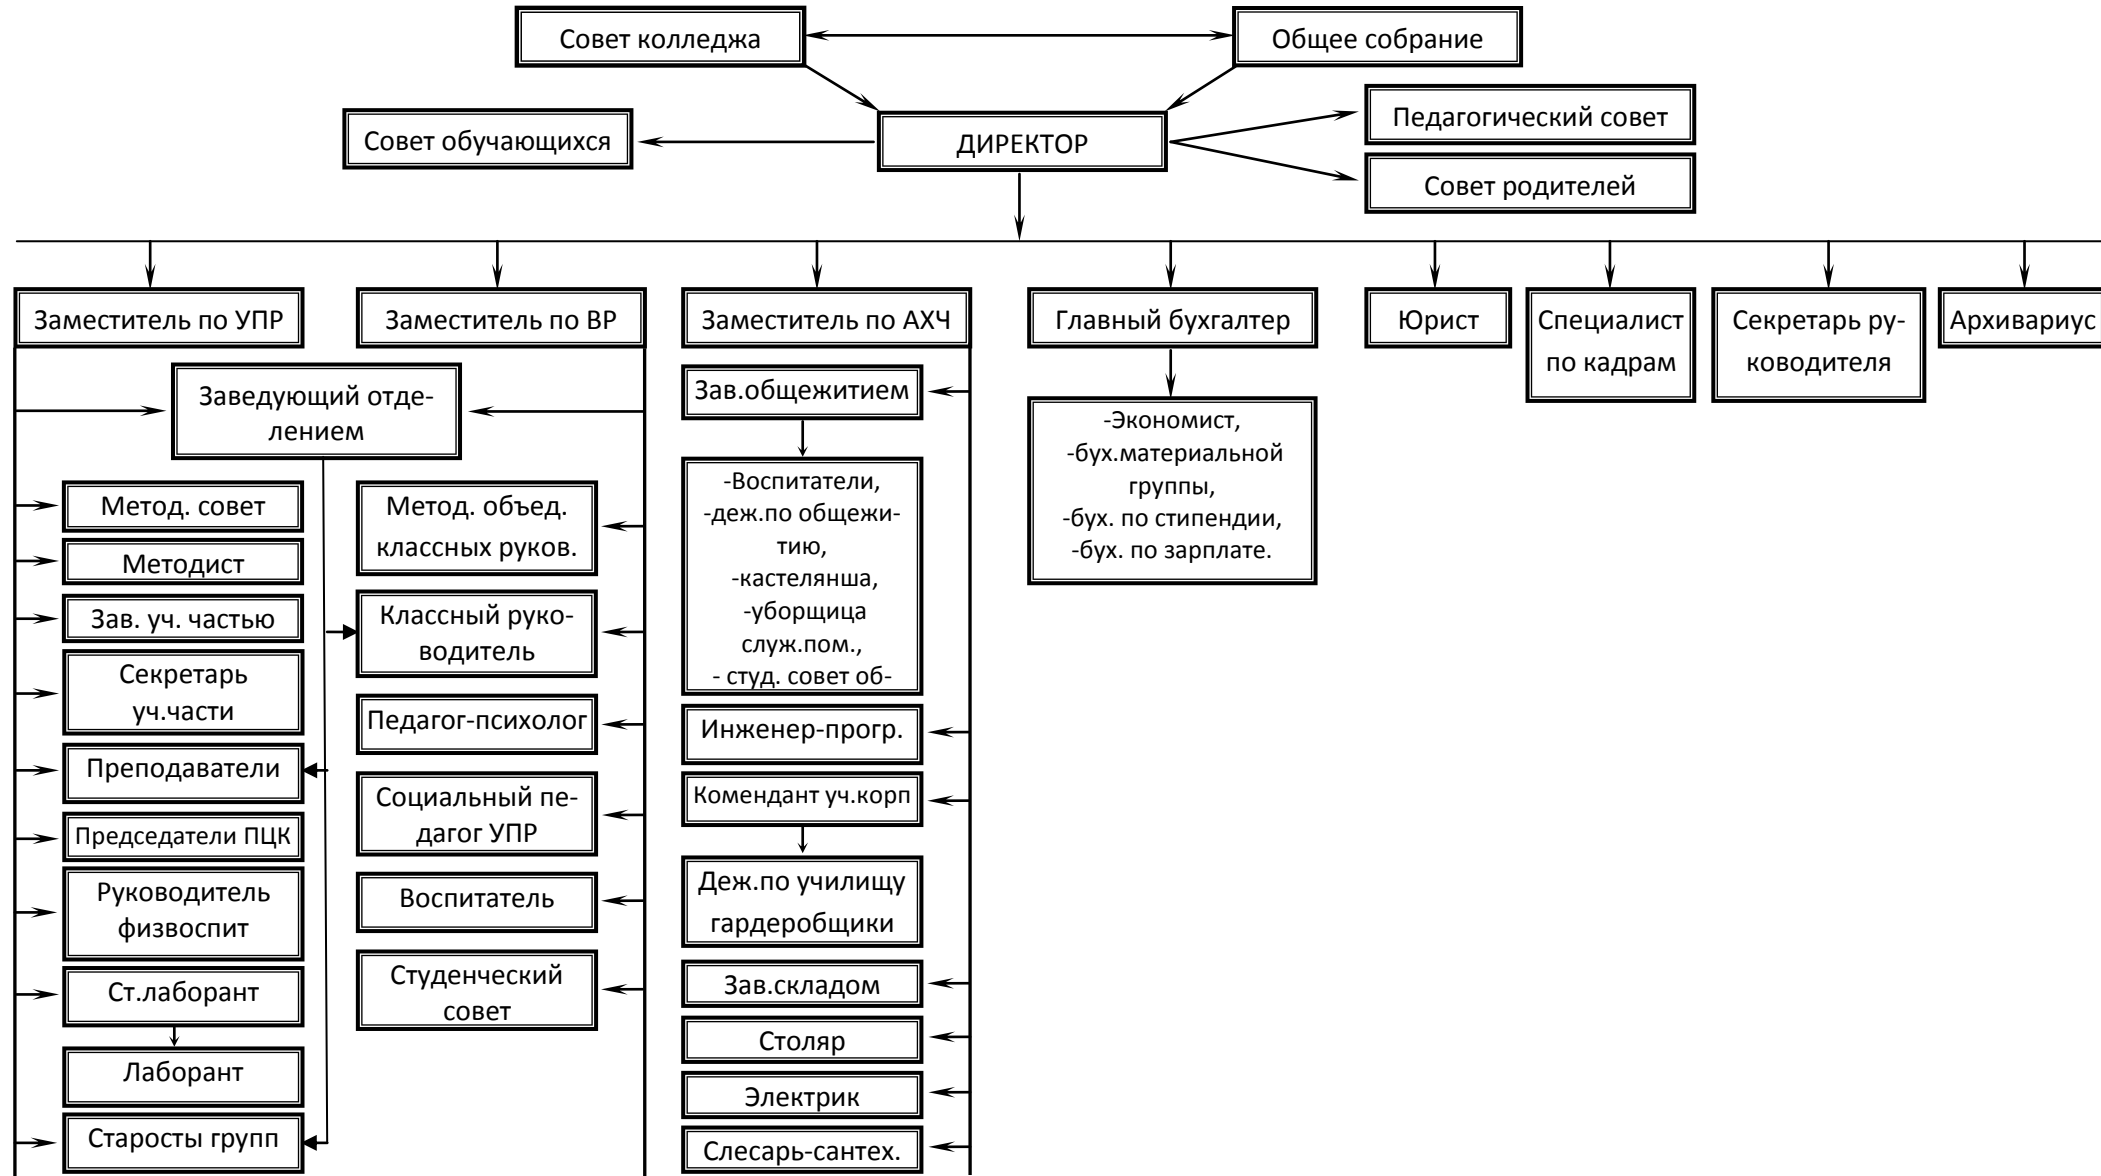 Совет колледжа
Общее собрание
Совет обучающихся
ДИРЕКТОР
Педагогический совет
Совет родителей
Заместитель по УПР
Заместитель по ВР
Заместитель по АХЧ
Главный бухгалтер
Юрист
Специалист
по кадрам
Секретарь ру-
ководителя
Архивариус
Заведующий отде-
лением
Метод. совет
Методист
Зав. уч. частью
Секретарь
уч.части
Преподаватели
Председатели ПЦК
Руководитель
физвоспит
Ст.лаборант
Лаборант
Старосты групп
Метод. объед.
классных руков.
Классный руко-
водитель
Педагог-психолог
Социальный пе-
дагог УПР
Воспитатель
Студенческий
совет
Зав.общежитием
-Воспитатели,
-деж.по общежи-
тию,
-кастелянша,
-уборщица
служ.пом.,
- студ. совет об-
Инженер-прогр.
Комендант уч.корп
Деж.по училищу
гардеробщики
Зав.складом
Столяр
Электрик
Слесарь-сантех.
-Экономист,
-бух.материальной
группы,
-бух. по стипендии,
-бух. по зарплате.